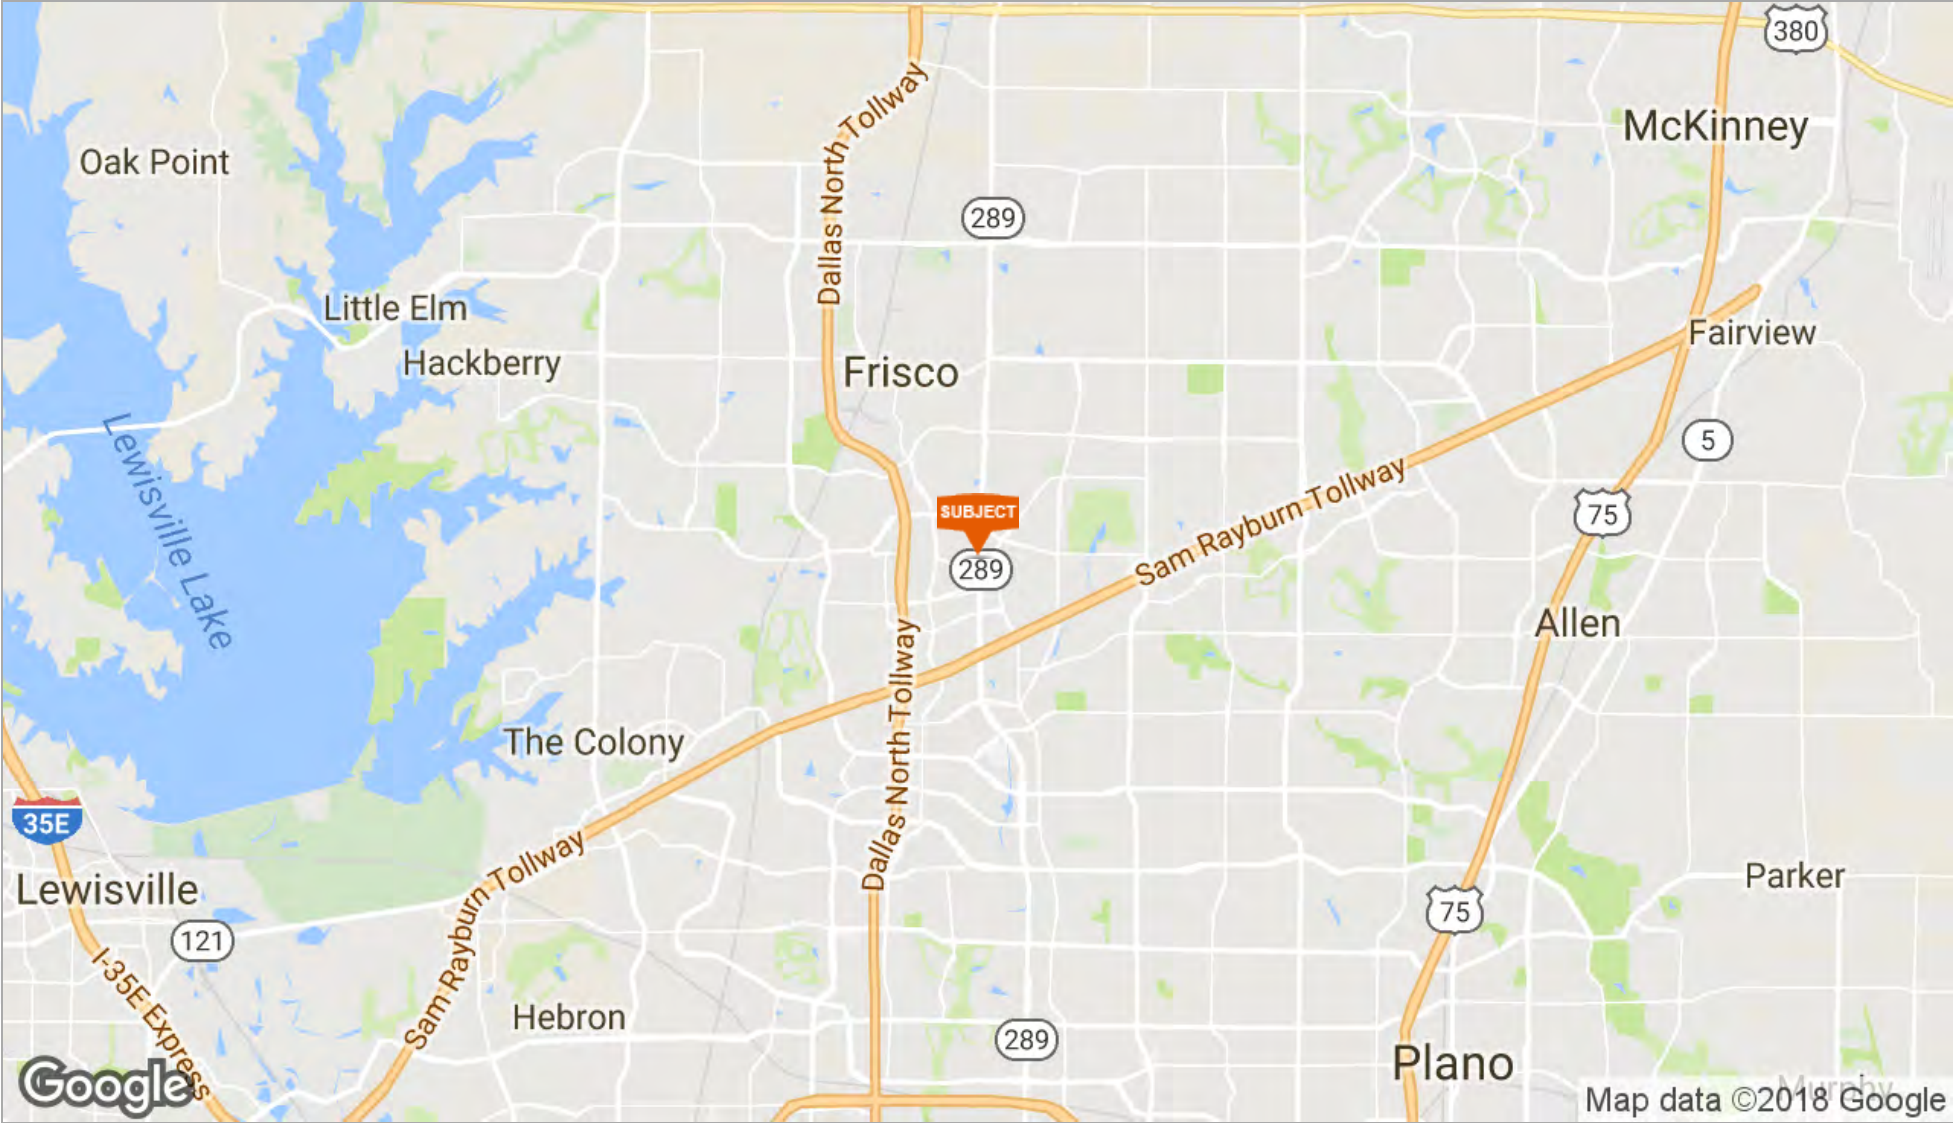 380
McKinney
Oak Point
Dallas North Tollway
289
Little Elm
Hackberry
Fairview
Frisco
5
Lewisville Lake
Sam Rayburn Tollway
75
SUBJECT
289
Allen
Dallas North Tollway
The Colony
35E
Lewisville
121
Sam Rayburn Tollway
Parker
75
I-35E Express
Hebron
289
Plano
Google
Murphy
Map data ©2018 Google